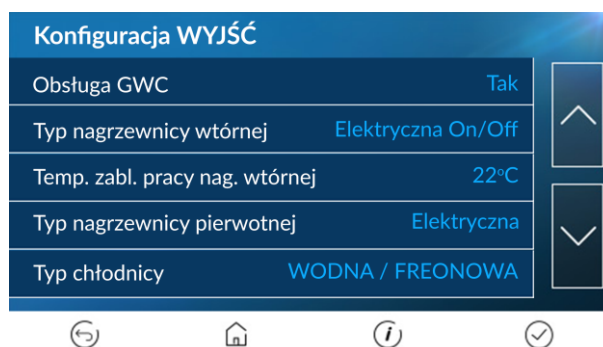 Konfiguracja WYJŚĆ
Obsługa GWC Tak
Typ nagrzewnicy wtórnej Elektryczna On/Off
Temp. zabl. pracy nag. wtórnej 22°C
Typ nagrzewnicy pierwotnej Elektryczna
Typ chłodnicy WODNA / FREONOWA